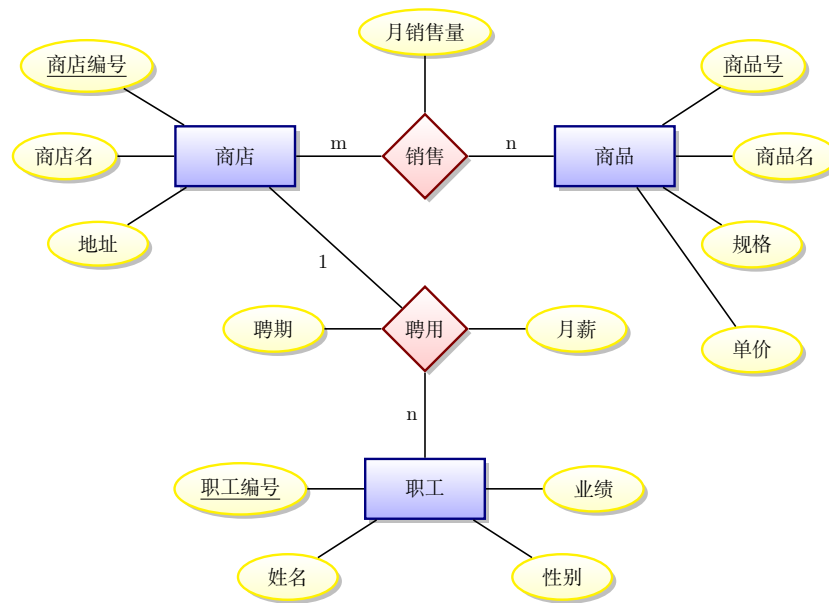 月销售量
商店编号
商品号
商店名
商店
m
销售
n
商品
商品名
地址
规格
1
聘期
聘用
月薪
单价
n
职工编号
职工
业绩
姓名
性别